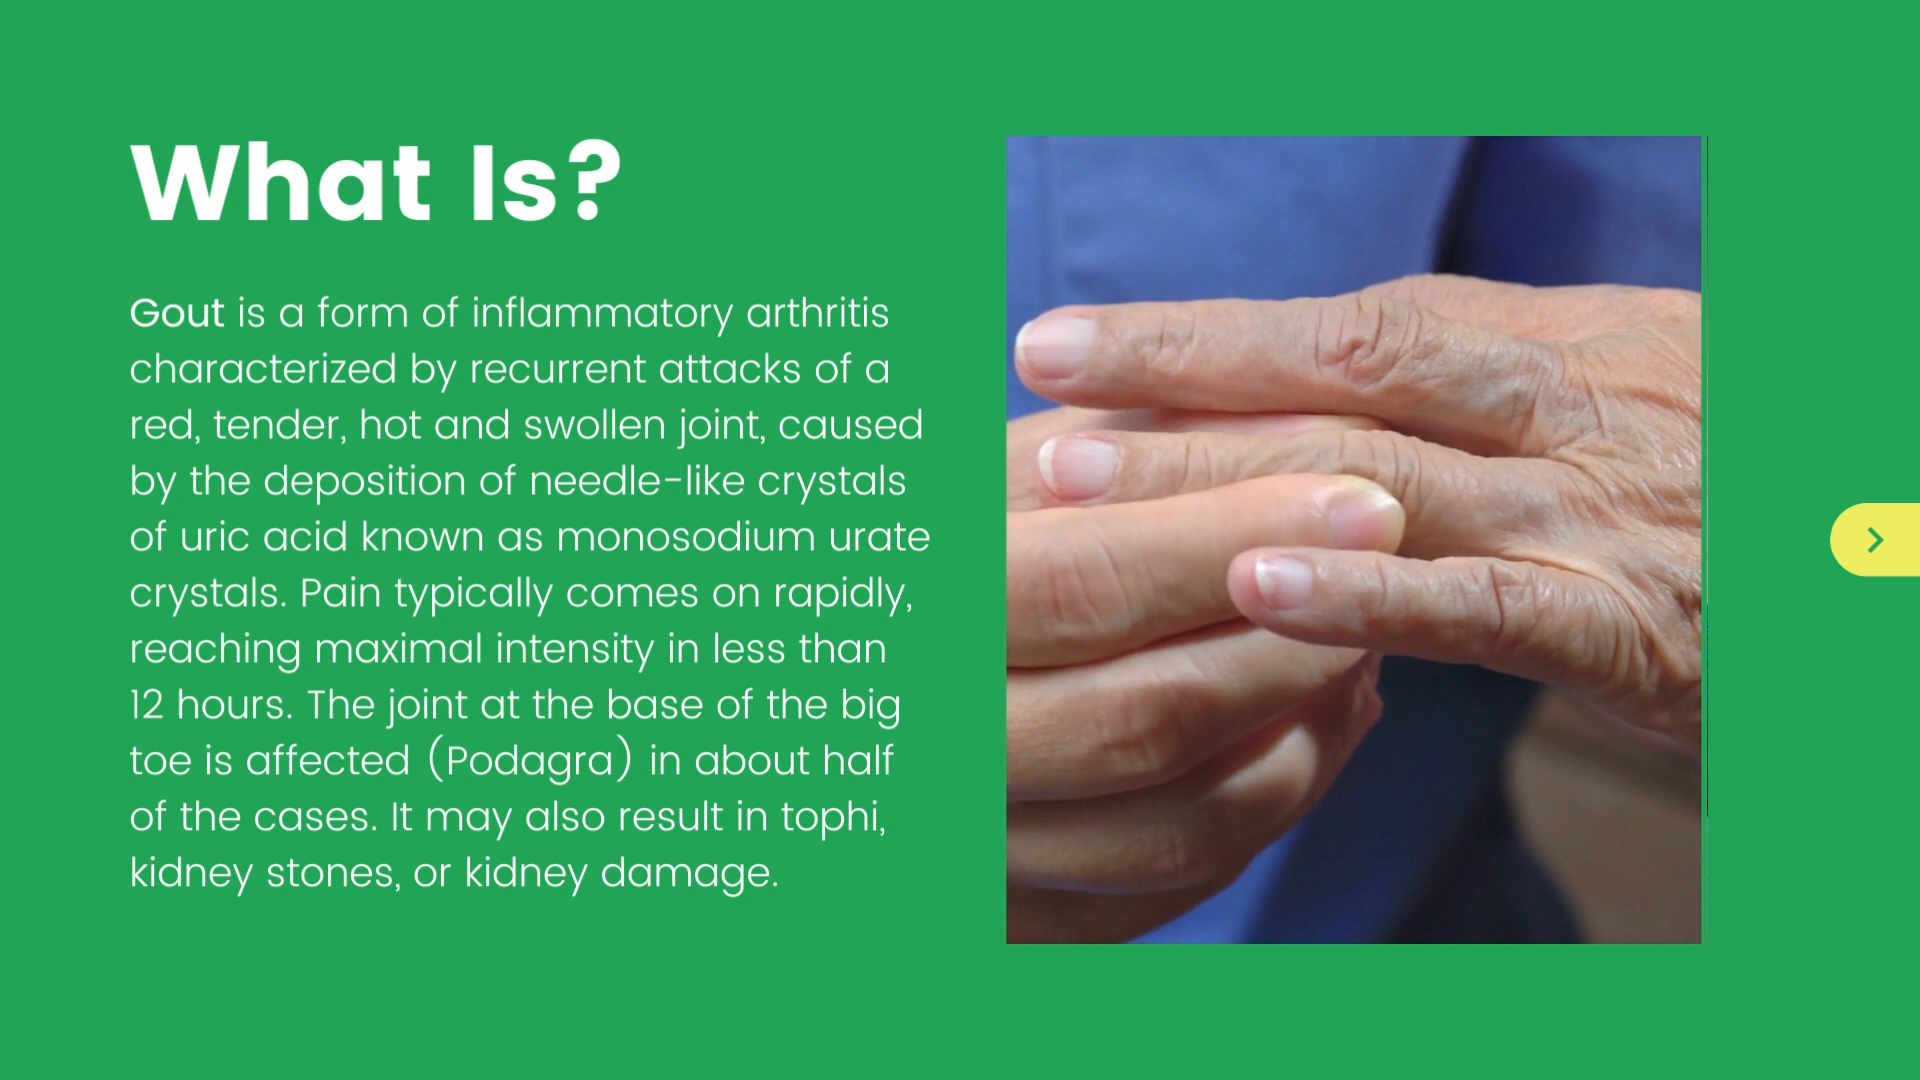 What Is?
Gout is a form of inflammatory arthritis
characterized by recurrent attacks of a
red, tender, hot and swollen joint, caused
by the deposition of needle-like crystals
of uric acid known as monosodium urate
crystals. Pain typically comes on rapidly,
reaching maximal intensity in less than
12 hours. The joint at the base of the big
toe is affected (Podagra) in about half
of the cases. It may also result in tophi,
kidney stones, or kidney damage.